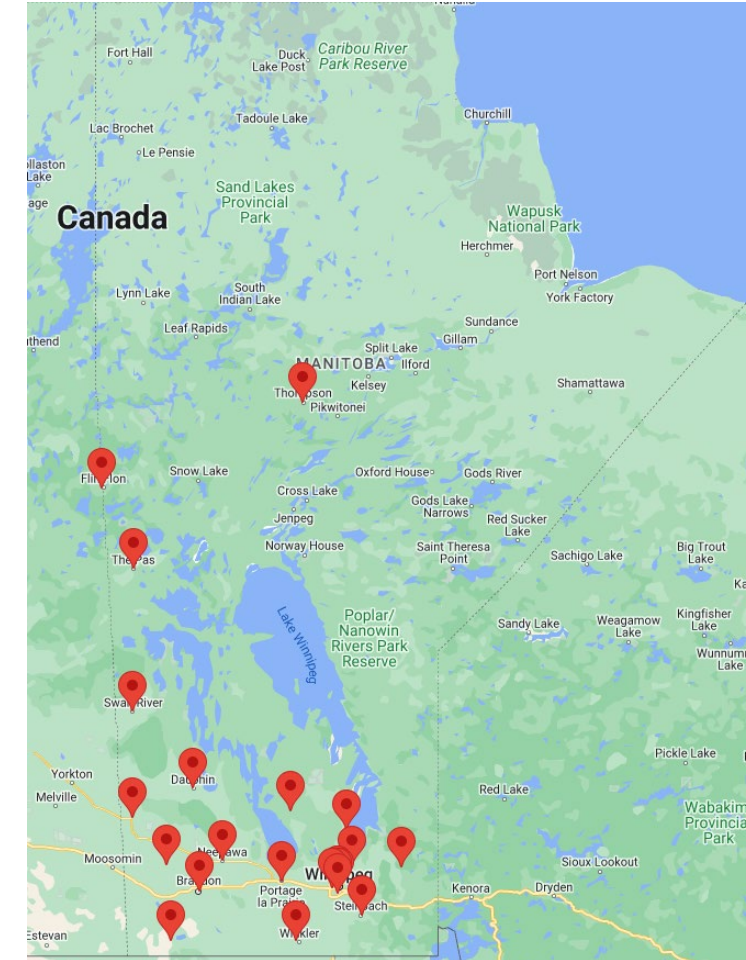 Fort Hall
Duck
Lake Post
Caribou River
Park Reserve
Churchill
Tadoule Lake
Lac Brochet
Le Pensie
Lake
Sand Lakes
Provincial
Park
Canada
Wapusk
National Park
Herchmer
Port Nelson
York Factory
Lynn Lake
South
Indian Lake
Leaf Rapids
Sundance
Gillam
Split Lake
MANITOBA
Ilford
Kelsey
Shamattawa
Pikwitonei
Snow Lake
Oxford House
Gods River
Cross Lake
Gods Lake
Narrows
Jenpeg
Red Sucker
Lake
Norway House
Saint Theresa
Point
Sachigo Lake
Big Trout
Lake
Lake Winnipeg
Poplar/
Nanowin
Rivers Park
Reserve
Sandy Lake
Weagamow
Lake
Kingfisher
Lake
Lake
Pickle Lake
Yorkton
Melville
Red Lake
Moosomin
Sioux Lookout
Portage
Kenora
Dryden
Estevan